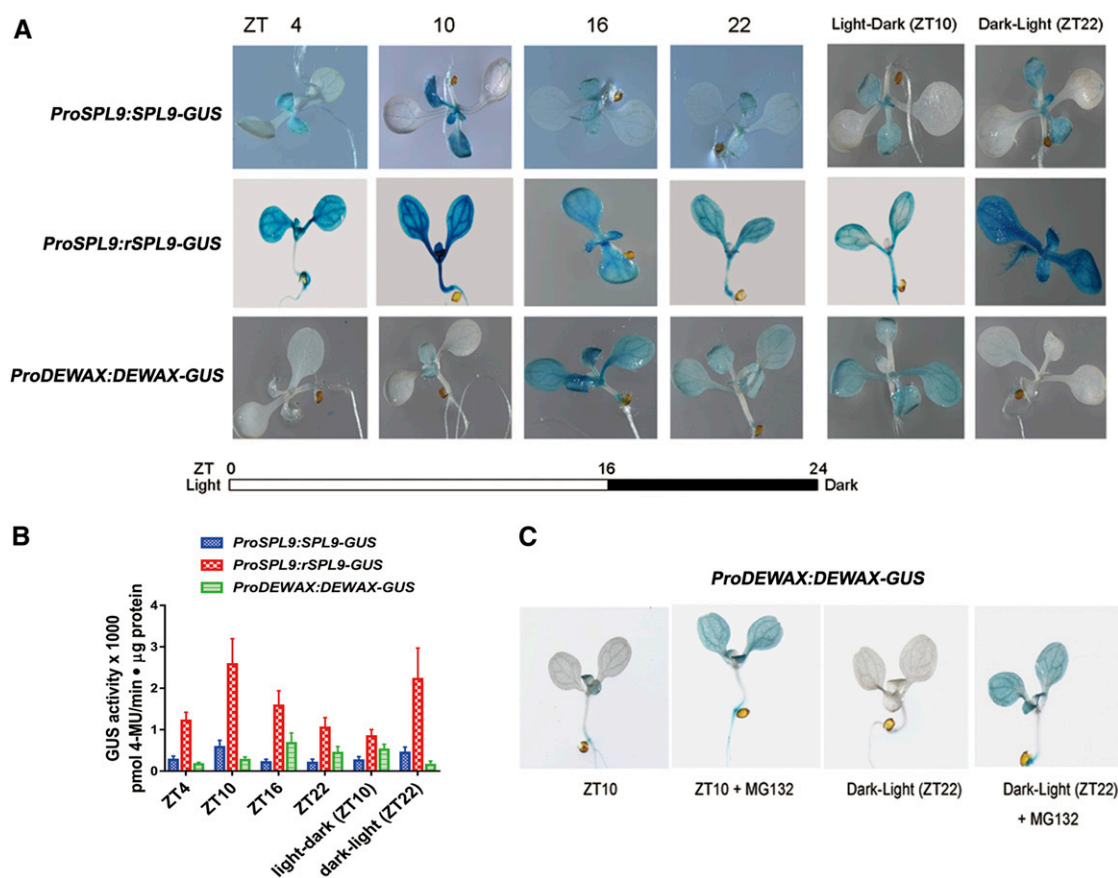 A
ZT 4 10 16 22 Light-Dark (ZT10) Dark-Light (ZT22)
ProSPL9:SPL9-GUS
ProSPL9:rSPL9-GUS
ProDEWAX:DEWAX-GUS
ZT 0 16 24
Light Dark
B
ProSPL9:SPL9-GUS
ProSPL9:rSPL9-GUS
ProDEWAX:DEWAX-GUS
GUS activity x 1000
pmol 4-MU/min • µg protein
4
3
2
1
0
ZT4
ZT10
ZT16
ZT22
light-dark (ZT10)
dark-light (ZT22)
C
ProDEWAX:DEWAX-GUS
ZT10 ZT10 + MG132 Dark-Light (ZT22) Dark-Light (ZT22)
+ MG132